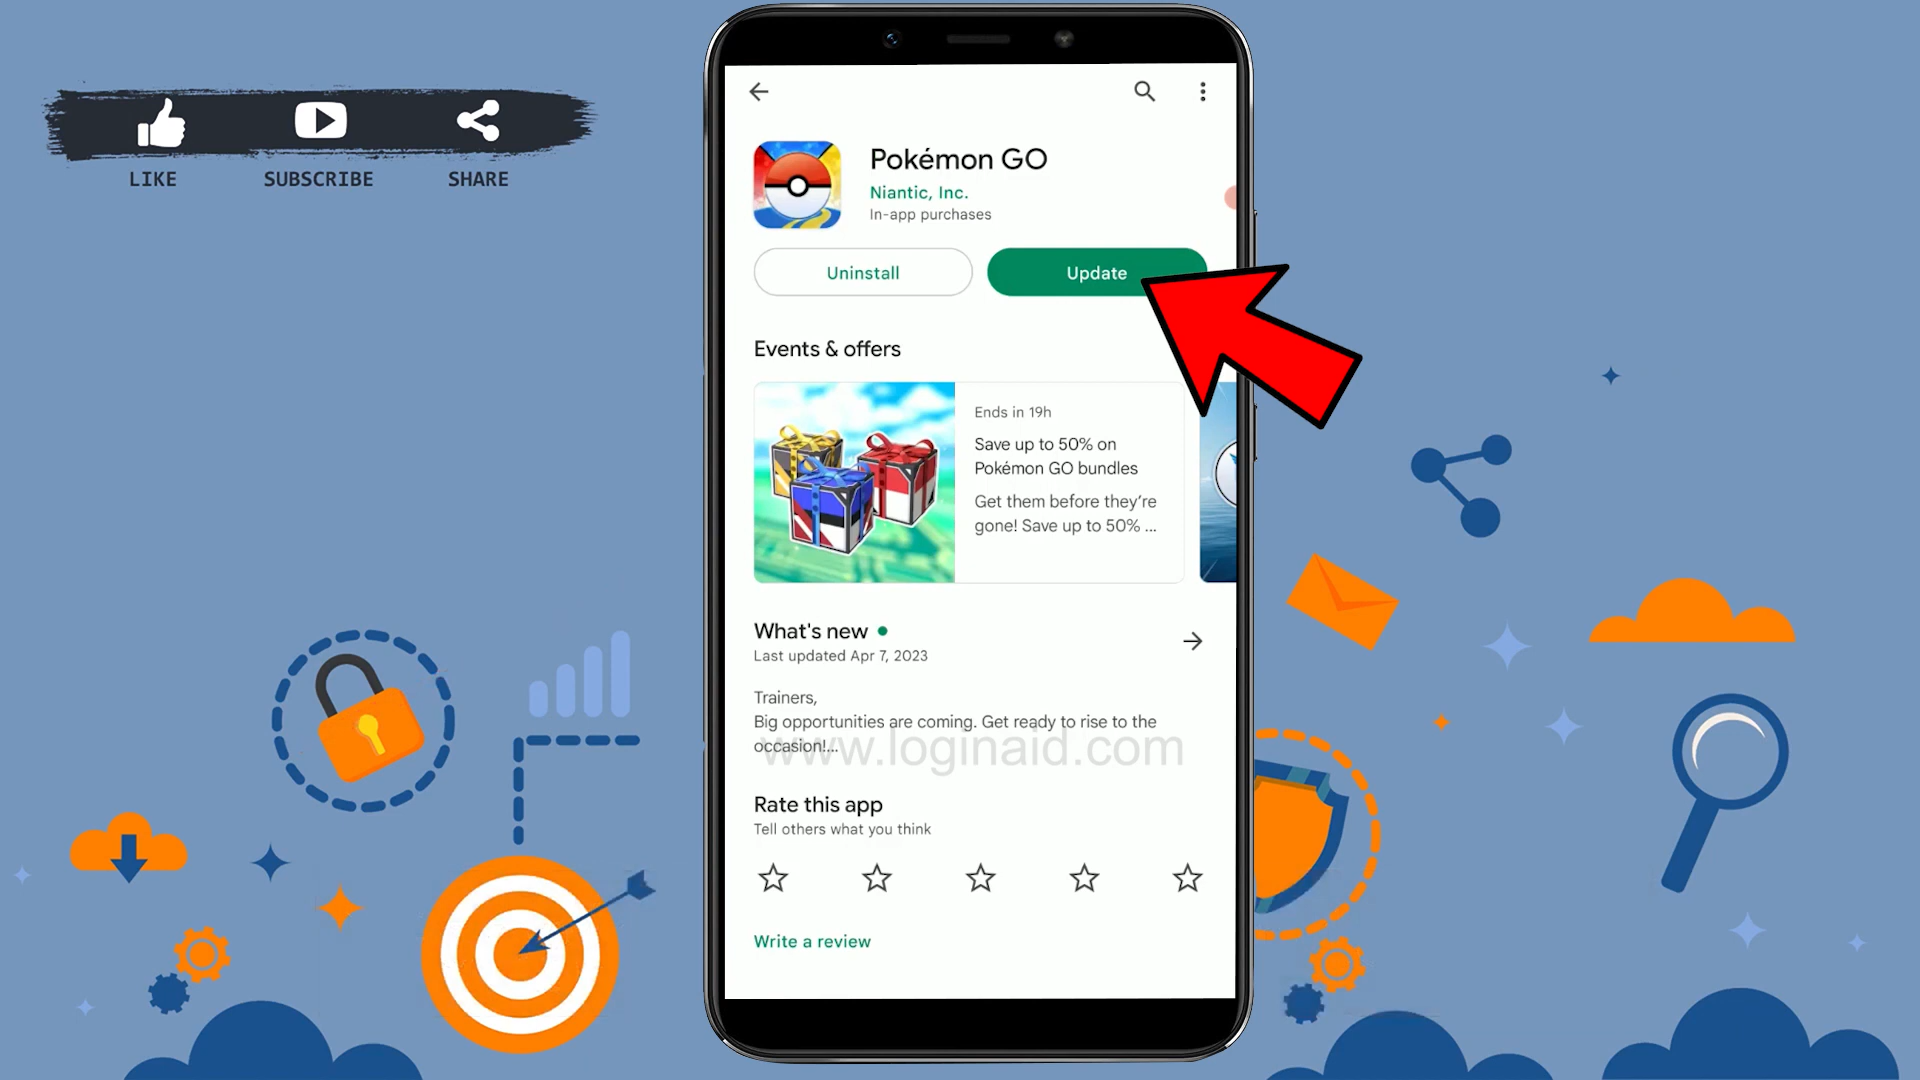 LIKE
SUBSCRIBE
SHARE
Pokémon GO
Niantic, Inc.
In-app purchases
Uninstall
Update
Events & offers
Ends in 19h
Save up to 50% on
Pokémon GO bundles
Get them before they're
gone! Save up to 50% ...
What's new
Last updated Apr 7, 2023
Trainers,
Big opportunities are coming. Get ready to rise to the
occasion!...
www.loginaid.com
Rate this app
Tell others what you think
Write a review